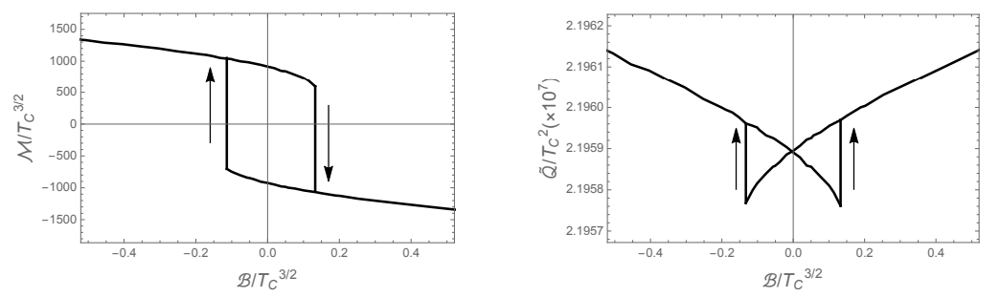 1500
1000
500
0
−500
−1000
−1500
−0.4 −0.2 0.0 0.2 0.4
ℳ/T_C^{3/2}
ℬ/T_C^{3/2}
2.1962
2.1961
2.1960
2.1959
2.1958
2.1957
−0.4 −0.2 0.0 0.2 0.4
Q̃/T_C^2(×10^7)
ℬ/T_C^{3/2}